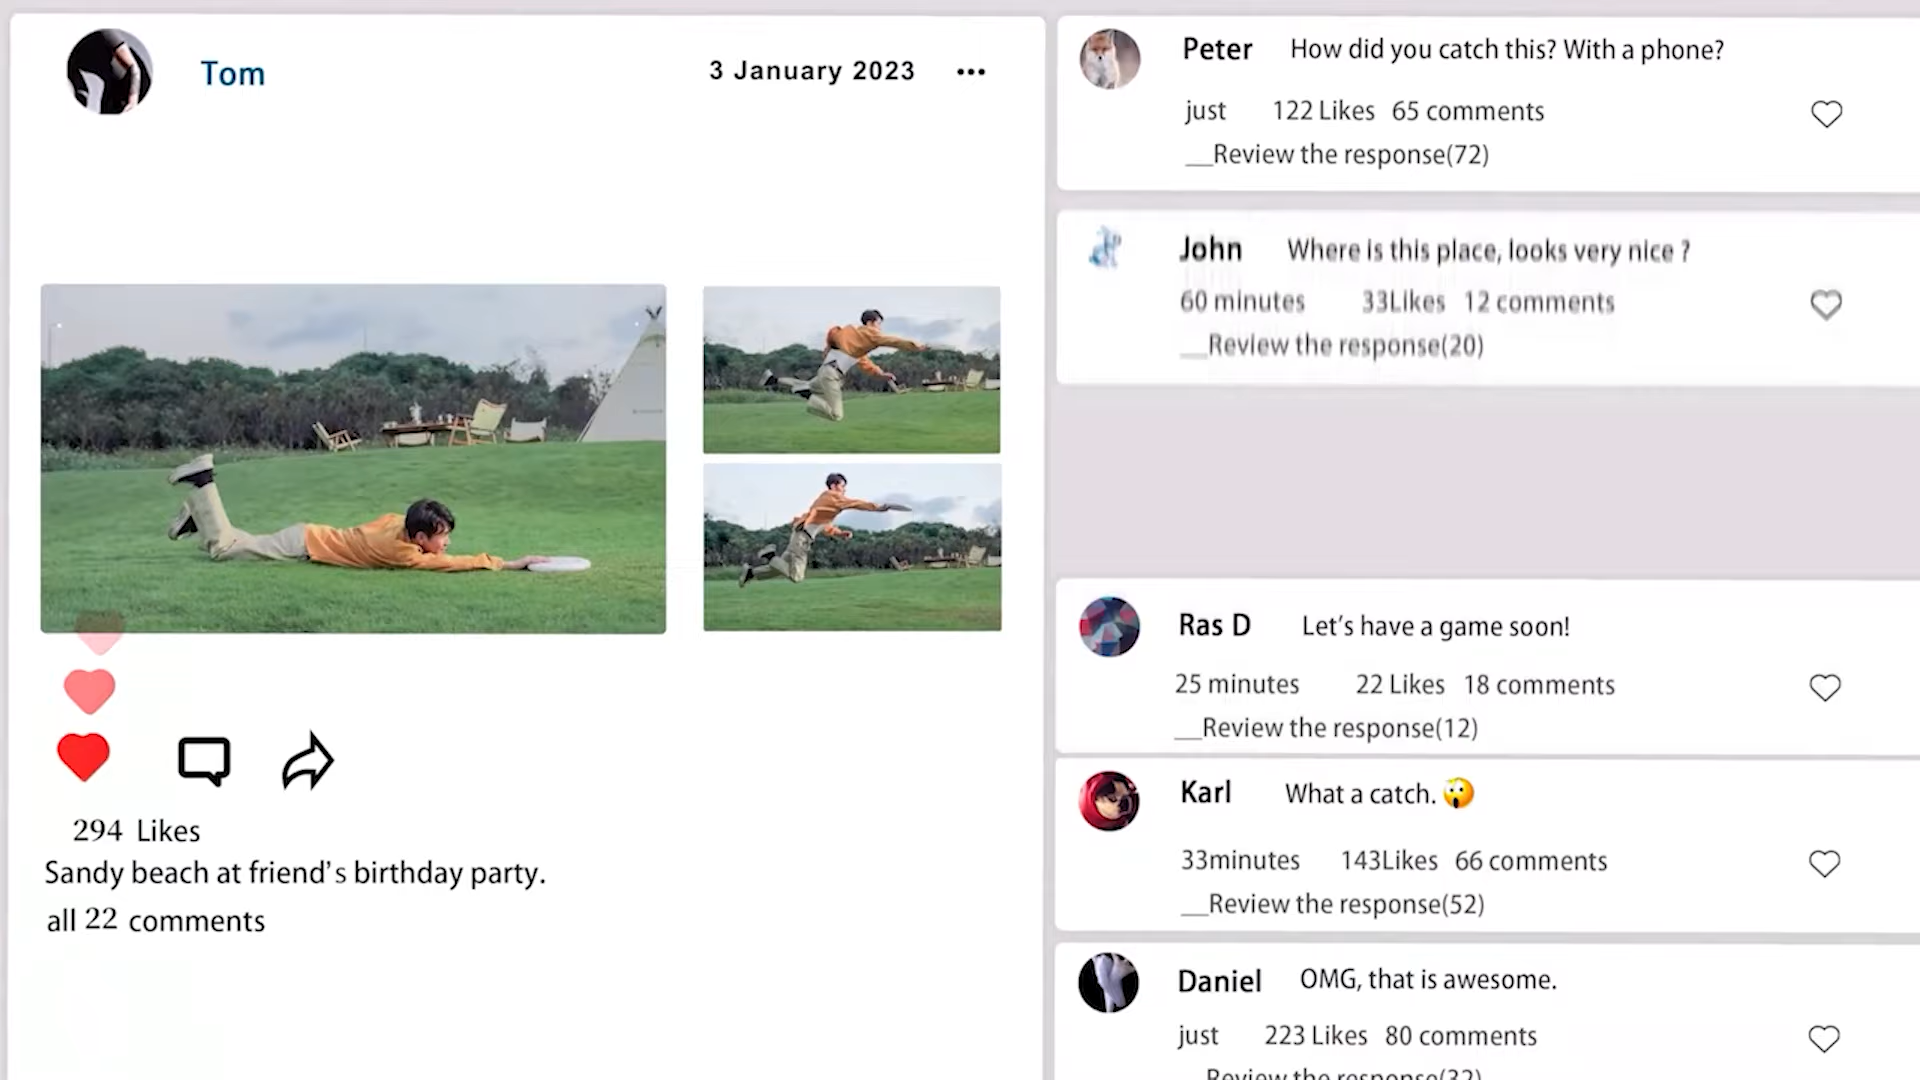 Tom
3 January 2023
294 Likes
Sandy beach at friend's birthday party.
all 22 comments
Peter How did you catch this? With a phone?
just 122 Likes 65 comments
__Review the response(72)
John Where is this place, looks very nice ?
60 minutes 33Likes 12 comments
__Review the response(20)
Ras D Let's have a game soon!
25 minutes 22 Likes 18 comments
__Review the response(12)
Karl What a catch. 😲
33minutes 143Likes 66 comments
__Review the response(52)
Daniel OMG, that is awesome.
just 223 Likes 80 comments
__Review the response(32)